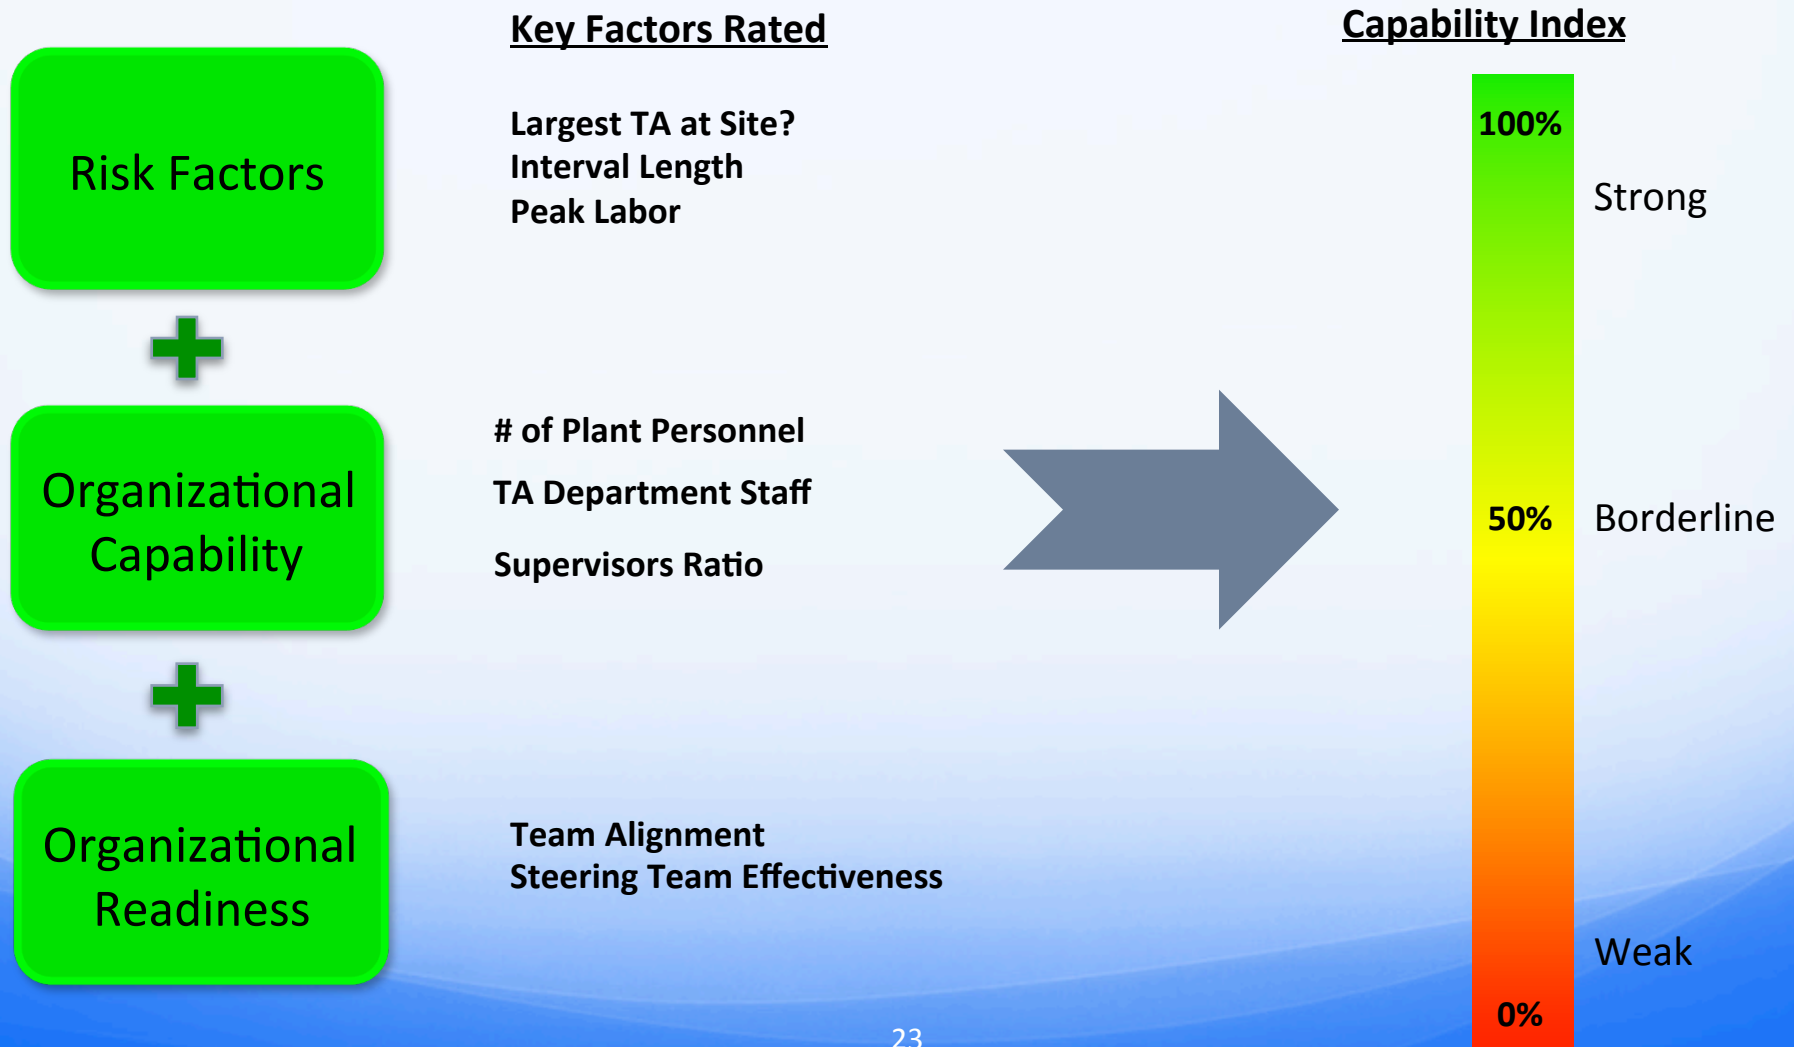 Key Factors Rated
Capability Index
Risk Factors
Largest TA at Site?
Interval Length
Peak Labor
100%
Strong
Organizational
Capability
# of Plant Personnel
TA Department Staff
Supervisors Ratio
50%
Borderline
Organizational
Readiness
Team Alignment
Steering Team Effectiveness
Weak
0%
23